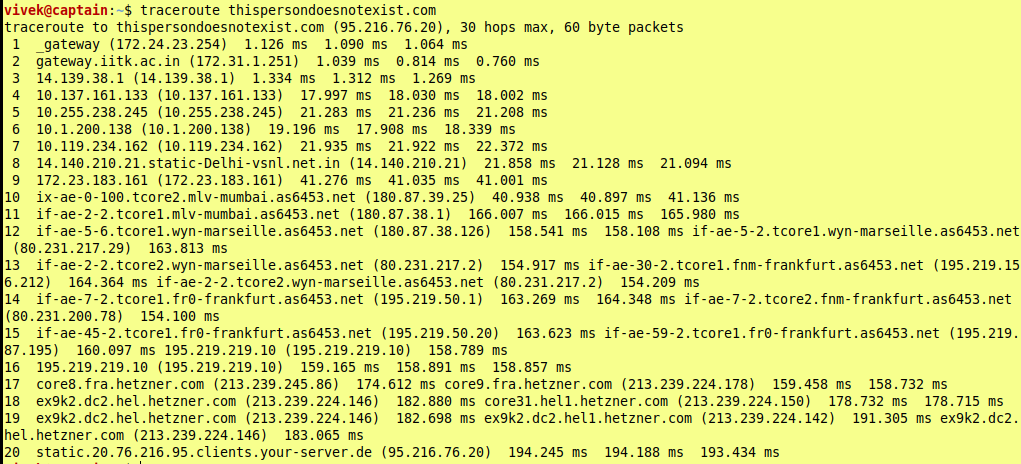 vivek@captain:~$ traceroute thispersondoesnotexist.com
traceroute to thispersondoesnotexist.com (95.216.76.20), 30 hops max, 60 byte packets
 1  _gateway (172.24.23.254)  1.126 ms  1.090 ms  1.064 ms
 2  gateway.iitk.ac.in (172.31.1.251)  1.039 ms  0.814 ms  0.760 ms
 3  14.139.38.1 (14.139.38.1)  1.334 ms  1.312 ms  1.269 ms
 4  10.137.161.133 (10.137.161.133)  17.997 ms  18.030 ms  18.002 ms
 5  10.255.238.245 (10.255.238.245)  21.283 ms  21.236 ms  21.208 ms
 6  10.1.200.138 (10.1.200.138)  19.196 ms  17.908 ms  18.339 ms
 7  10.119.234.162 (10.119.234.162)  21.935 ms  21.922 ms  22.372 ms
 8  14.140.210.21.static-Delhi-vsnl.net.in (14.140.210.21)  21.858 ms  21.128 ms  21.094 ms
 9  172.23.183.161 (172.23.183.161)  41.276 ms  41.035 ms  41.001 ms
10  ix-ae-0-100.tcore2.mlv-mumbai.as6453.net (180.87.39.25)  40.938 ms  40.897 ms  41.136 ms
11  if-ae-2-2.tcore1.mlv-mumbai.as6453.net (180.87.38.1)  166.007 ms  166.015 ms  165.980 ms
12  if-ae-5-6.tcore1.wyn-marseille.as6453.net (180.87.38.126)  158.541 ms  158.108 ms if-ae-5-2.tcore1.wyn-marseille.as6453.net
 (80.231.217.29)  163.813 ms
13  if-ae-2-2.tcore2.wyn-marseille.as6453.net (80.231.217.2)  154.917 ms if-ae-30-2.tcore1.fnm-frankfurt.as6453.net (195.219.15
6.212)  164.364 ms if-ae-2-2.tcore2.wyn-marseille.as6453.net (80.231.217.2)  154.209 ms
14  if-ae-7-2.tcore1.fr0-frankfurt.as6453.net (195.219.50.1)  163.269 ms  164.348 ms if-ae-7-2.tcore2.fnm-frankfurt.as6453.net
(80.231.200.78)  154.100 ms
15  if-ae-45-2.tcore1.fr0-frankfurt.as6453.net (195.219.50.20)  163.623 ms if-ae-59-2.tcore1.fr0-frankfurt.as6453.net (195.219.
87.195)  160.097 ms 195.219.219.10 (195.219.219.10)  158.789 ms
16  195.219.219.10 (195.219.219.10)  159.165 ms  158.891 ms  158.857 ms
17  core8.fra.hetzner.com (213.239.245.86)  174.612 ms core9.fra.hetzner.com (213.239.224.178)  159.458 ms  158.732 ms
18  ex9k2.dc2.hel.hetzner.com (213.239.224.146)  182.880 ms core31.hel1.hetzner.com (213.239.224.150)  178.732 ms  178.715 ms
19  ex9k2.dc2.hel.hetzner.com (213.239.224.146)  182.698 ms ex9k2.dc2.hel1.hetzner.com (213.239.224.142)  191.305 ms ex9k2.dc2.
hel.hetzner.com (213.239.224.146)  183.065 ms
20  static.20.76.216.95.clients.your-server.de (95.216.76.20)  194.245 ms  194.188 ms  193.434 ms